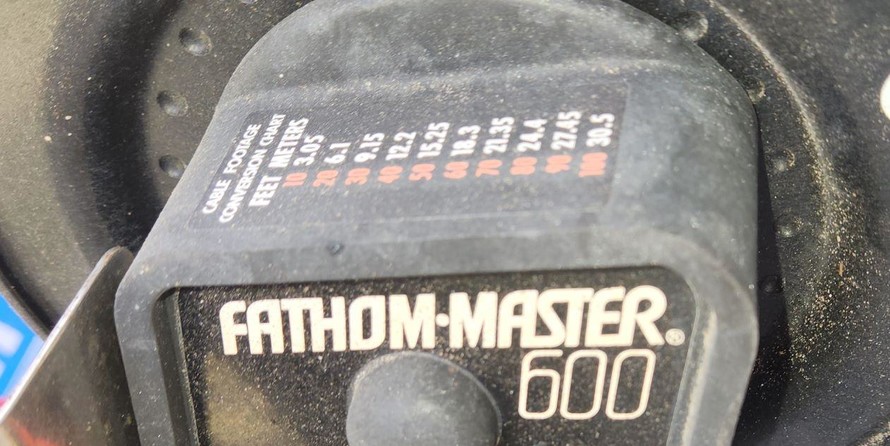 CABLE FOOTAGE
CONVERSION CHART
FEET METERS
10 3.05
20 6.1
30 9.15
40 12.2
50 15.25
60 18.3
70 21.35
80 24.4
90 27.45
100 30.5
FATHOM·MASTER®
600